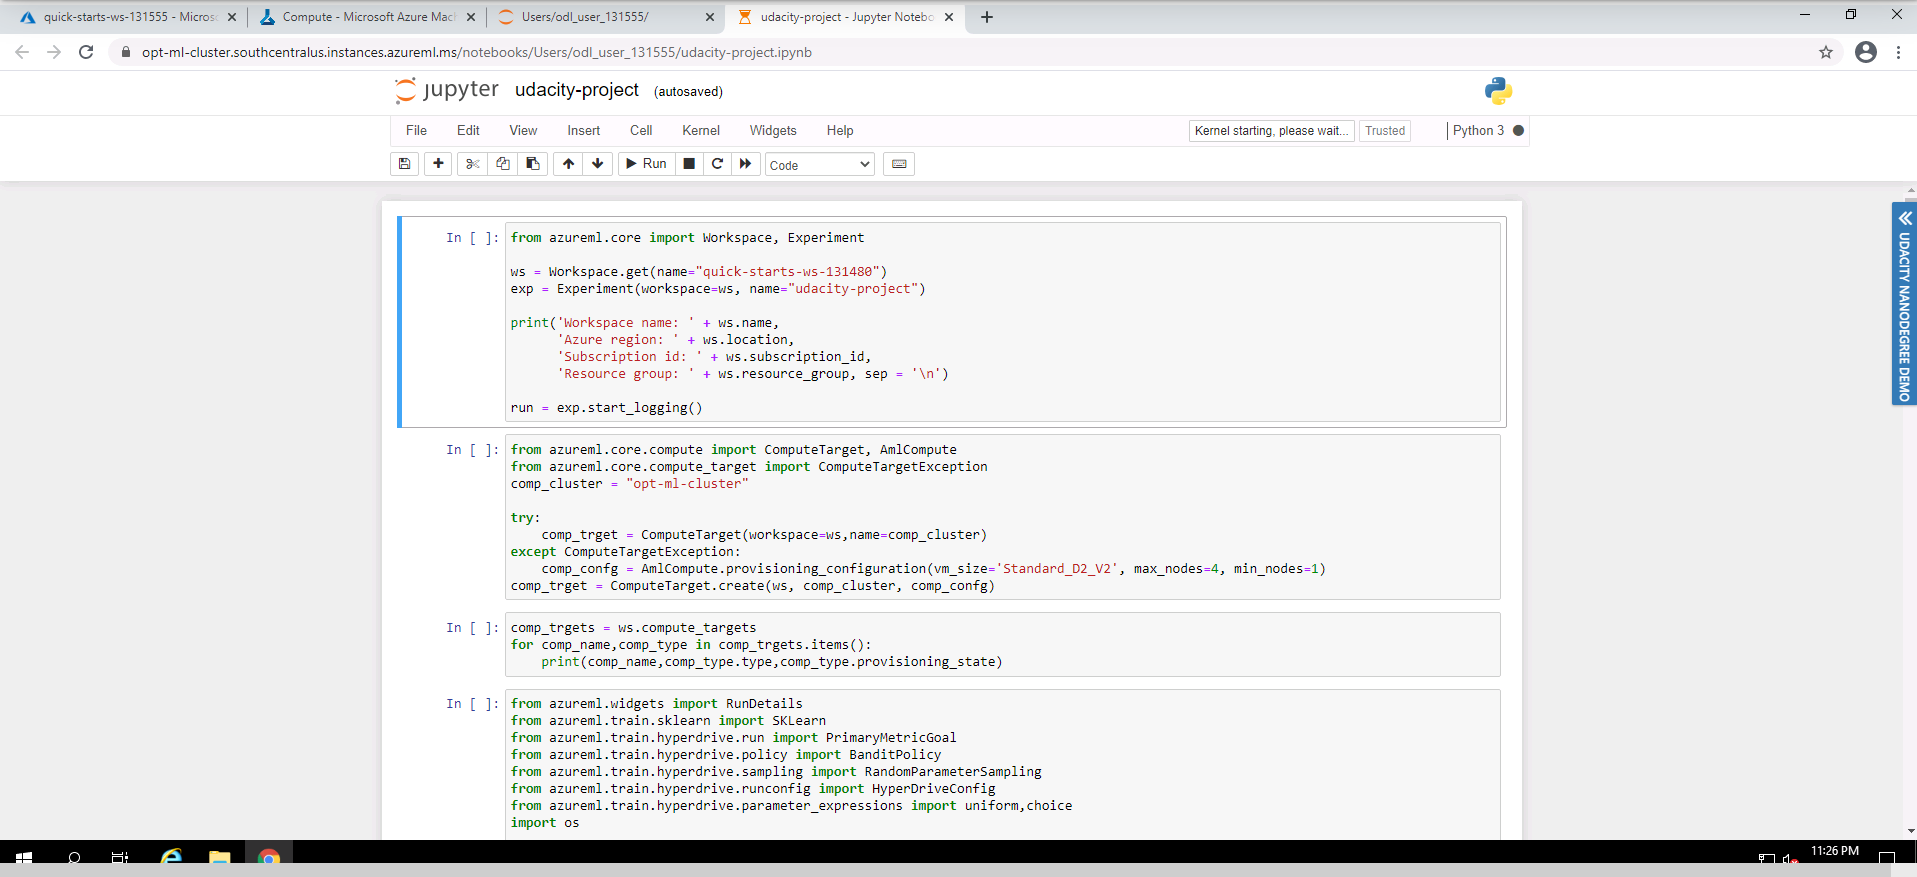 quick-starts-ws-131555 - Micros
Compute - Microsoft Azure Mach
Users/odl_user_131555/
udacity-project - Jupyter Notebo
opt-ml-cluster.southcentralus.instances.azureml.ms/notebooks/Users/odl_user_131555/udacity-project.ipynb
jupyter udacity-project (autosaved)
File Edit View Insert Cell Kernel Widgets Help Kernel starting, please wait... Trusted Python 3
Run Code
In [ ]: from azureml.core import Workspace, Experiment
ws = Workspace.get(name="quick-starts-ws-131480")
exp = Experiment(workspace=ws, name="udacity-project")
print('Workspace name: ' + ws.name,
'Azure region: ' + ws.location,
'Subscription id: ' + ws.subscription_id,
'Resource group: ' + ws.resource_group, sep = '\n')
run = exp.start_logging()
In [ ]: from azureml.core.compute import ComputeTarget, AmlCompute
from azureml.core.compute_target import ComputeTargetException
comp_cluster = "opt-ml-cluster"
try:
comp_trget = ComputeTarget(workspace=ws,name=comp_cluster)
except ComputeTargetException:
comp_confg = AmlCompute.provisioning_configuration(vm_size='Standard_D2_V2', max_nodes=4, min_nodes=1)
comp_trget = ComputeTarget.create(ws, comp_cluster, comp_confg)
In [ ]: comp_trgets = ws.compute_targets
for comp_name,comp_type in comp_trgets.items():
print(comp_name,comp_type.type,comp_type.provisioning_state)
In [ ]: from azureml.widgets import RunDetails
from azureml.train.sklearn import SKLearn
from azureml.train.hyperdrive.run import PrimaryMetricGoal
from azureml.train.hyperdrive.policy import BanditPolicy
from azureml.train.hyperdrive.sampling import RandomParameterSampling
from azureml.train.hyperdrive.runconfig import HyperDriveConfig
from azureml.train.hyperdrive.parameter_expressions import uniform,choice
import os
UDACITY NANODEGREE DEMO
11:26 PM